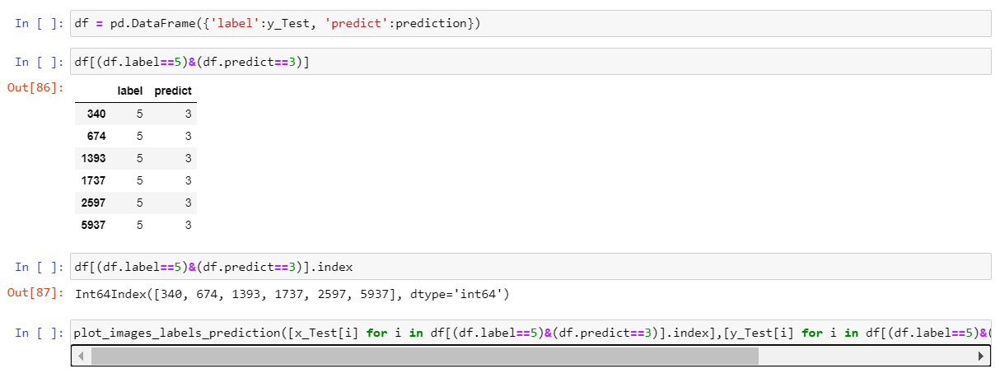 In [ ]: df = pd.DataFrame({'label':y_Test, 'predict':prediction})
In [ ]: df[(df.label==5)&(df.predict==3)]
Out[86]:
label predict
340 5 3
674 5 3
1393 5 3
1737 5 3
2597 5 3
5937 5 3
In [ ]: df[(df.label==5)&(df.predict==3)].index
Out[87]: Int64Index([340, 674, 1393, 1737, 2597, 5937], dtype='int64')
In [ ]: plot_images_labels_prediction([x_Test[i] for i in df[(df.label==5)&(df.predict==3)].index],[y_Test[i] for i in df[(df.label==5)&(